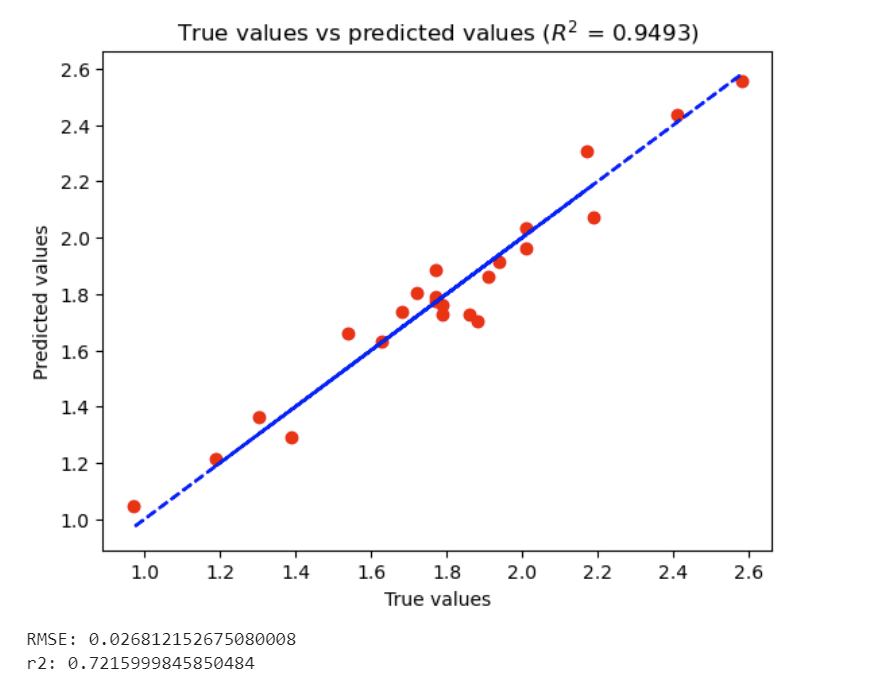 True values vs predicted values (R² = 0.9493)
2.6
2.4
2.2
2.0
1.8
1.6
1.4
1.2
1.0
Predicted values
1.0 1.2 1.4 1.6 1.8 2.0 2.2 2.4 2.6
True values
RMSE: 0.026812152675080008
r2: 0.7215999845850484